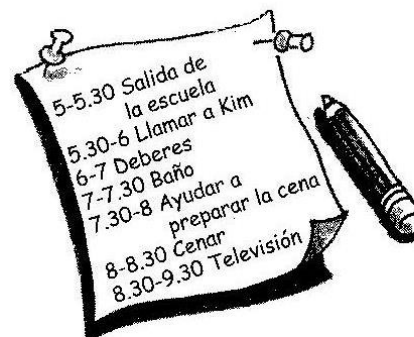 5-5.30 Salida de
la escuela
5.30-6 Llamar a Kim
6-7 Deberes
7-7.30 Baño
7.30-8 Ayudar a
preparar la cena
8-8.30 Cenar
8.30-9.30 Televisión